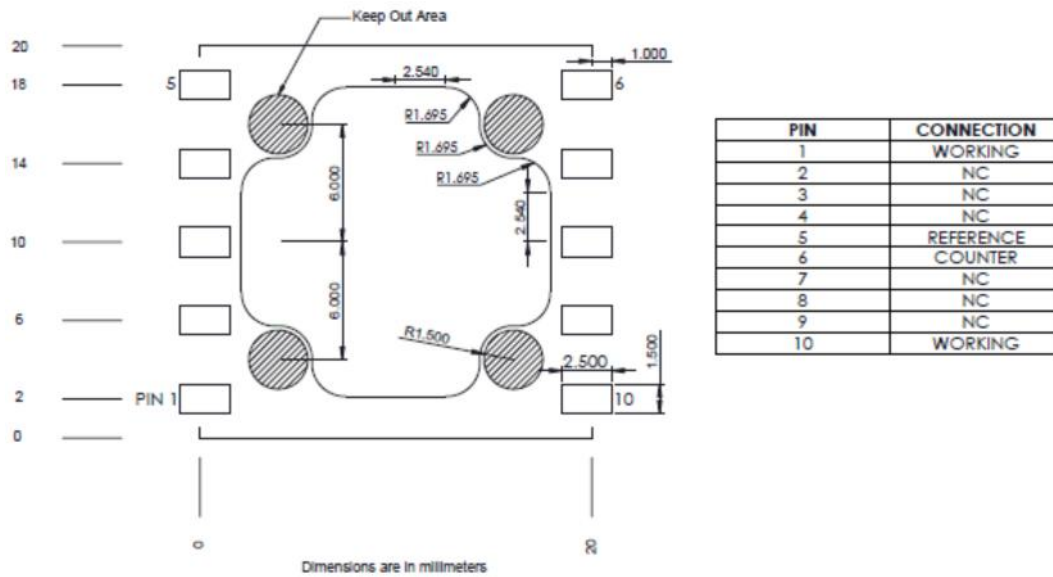 Keep Out Area
20
1.000
18
5
2.540
6
R1.695
R1.695
14
R1.695
6.000
2.540
10
6.000
6
R1.500
2.500
1.500
2
PIN 1
10
0
0
20
Dimensions are in millimeters
PIN CONNECTION
1 WORKING
2 NC
3 NC
4 NC
5 REFERENCE
6 COUNTER
7 NC
8 NC
9 NC
10 WORKING